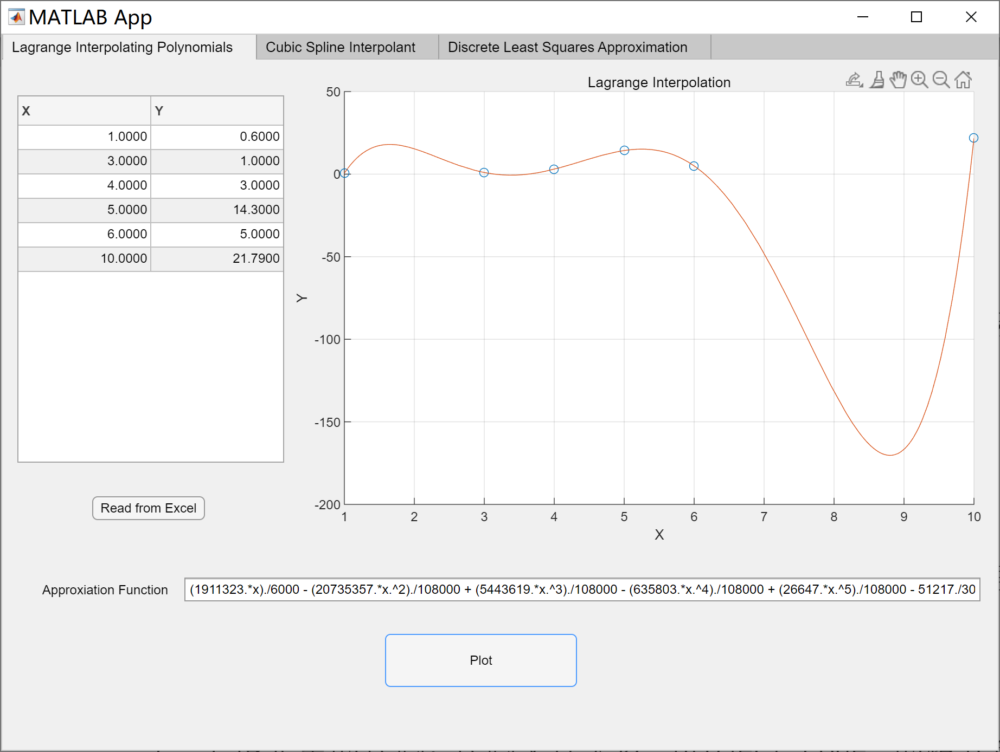 MATLAB App
Lagrange Interpolating Polynomials
Cubic Spline Interpolant
Discrete Least Squares Approximation
X Y
1.0000 0.6000
3.0000 1.0000
4.0000 3.0000
5.0000 14.3000
6.0000 5.0000
10.0000 21.7900
Read from Excel
Lagrange Interpolation
50
0
-50
-100
-150
-200
Y
1 2 3 4 5 6 7 8 9 10
X
Approxiation Function
(1911323.*x)./6000 - (20735357.*x.^2)./108000 + (5443619.*x.^3)./108000 - (635803.*x.^4)./108000 + (26647.*x.^5)./108000 - 51217./30
Plot